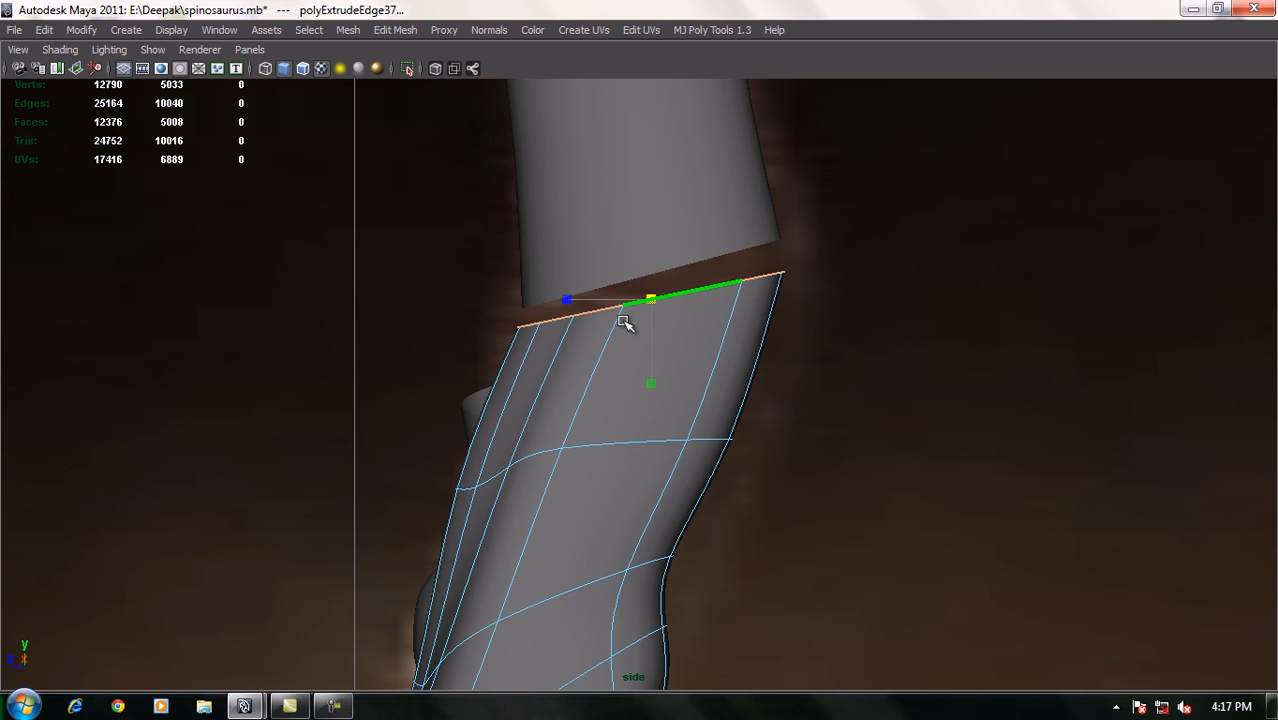 Autodesk Maya 2011: E:\Deepak\spinosaurus.mb* --- polyExtrudeEdge37...
File Edit Modify Create Display Window Assets Select Mesh Edit Mesh Proxy Normals Color Create UVs Edit UVs MJ Poly Tools 1.3 Help
View Shading Lighting Show Renderer Panels
Verts: 12790 5033 0
Edges: 25164 10040 0
Faces: 12376 5008 0
Tris: 24752 10016 0
UVs: 17416 6889 0
y
side
4:17 PM